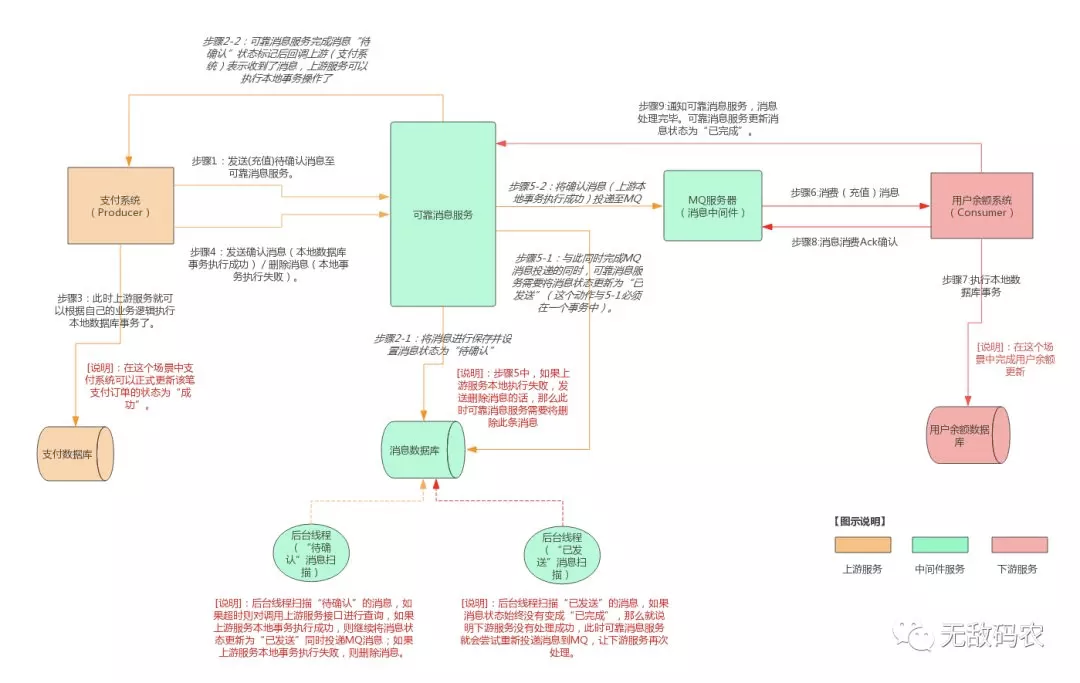 步骤2-2：可靠消息服务完成消息“待
确认”状态标记后回调上游（支付系
统）表示收到了消息，上游服务可以
执行本地事务操作了
步骤9:通知可靠消息服务，消息
处理完毕。可靠消息服务更新消
息状态为“已完成”。
步骤1：发送(充值)待确认消息至
可靠消息服务。
支付系统
（Producer）
可靠消息服务
步骤5-2：将确认消息（上游本
地事务执行成功）投递至MQ
MQ服务器
（消息中间件）
步骤6:消费（充值）消息
用户余额系统
（Consumer）
步骤4：发送确认消息（本地数据库
事务执行成功）/ 删除消息（本地事
务执行失败）。
步骤8:消息消费Ack确认
步骤5-1：与此同时完成MQ
消息投递的同时，可靠消息服
务需要将消息状态更新为“已
发送”（这个动作与5-1必须
在一个事务中）。
步骤7:执行本地数
据库事务
步骤3：此时上游服务就可
以根据自己的业务逻辑执行
本地数据库事务了。
步骤2-1：将消息进行保存并设
置消息状态为“待确认”
[说明]：在这个场景中支
付系统可以正式更新该笔
支付订单的状态为“成
功”。
[说明]：步骤5中，如果上
游服务本地执行失败，发
送删除消息的话，那么此
时可靠消息服务需要将删
除此条消息
[说明]：在这个场
景中完成用户余额
更新
支付数据库
消息数据库
用户余额数据
库
后台线程
（“待确
认”消息扫
描）
后台线程
（“已发
送”消息扫
描）
【图示说明】
上游服务
中间件服务
下游服务
[说明]：后台线程扫描“待确认”的消息，如
果超时则对调用上游服务接口进行查询，如果
上游服务本地事务执行成功，则继续将消息状
态更新为“已发送”同时投递MQ消息；如果
上游服务本地事务执行失败，则删除消息。
[说明]：后台线程扫描“已发送”的消息，如果
消息状态始终没有变成“已完成”，那么就说
明下游服务没有处理成功，此时可靠消息服务
就会尝试重新投递消息到MQ，让下游服务再次
处理。
无敌码农